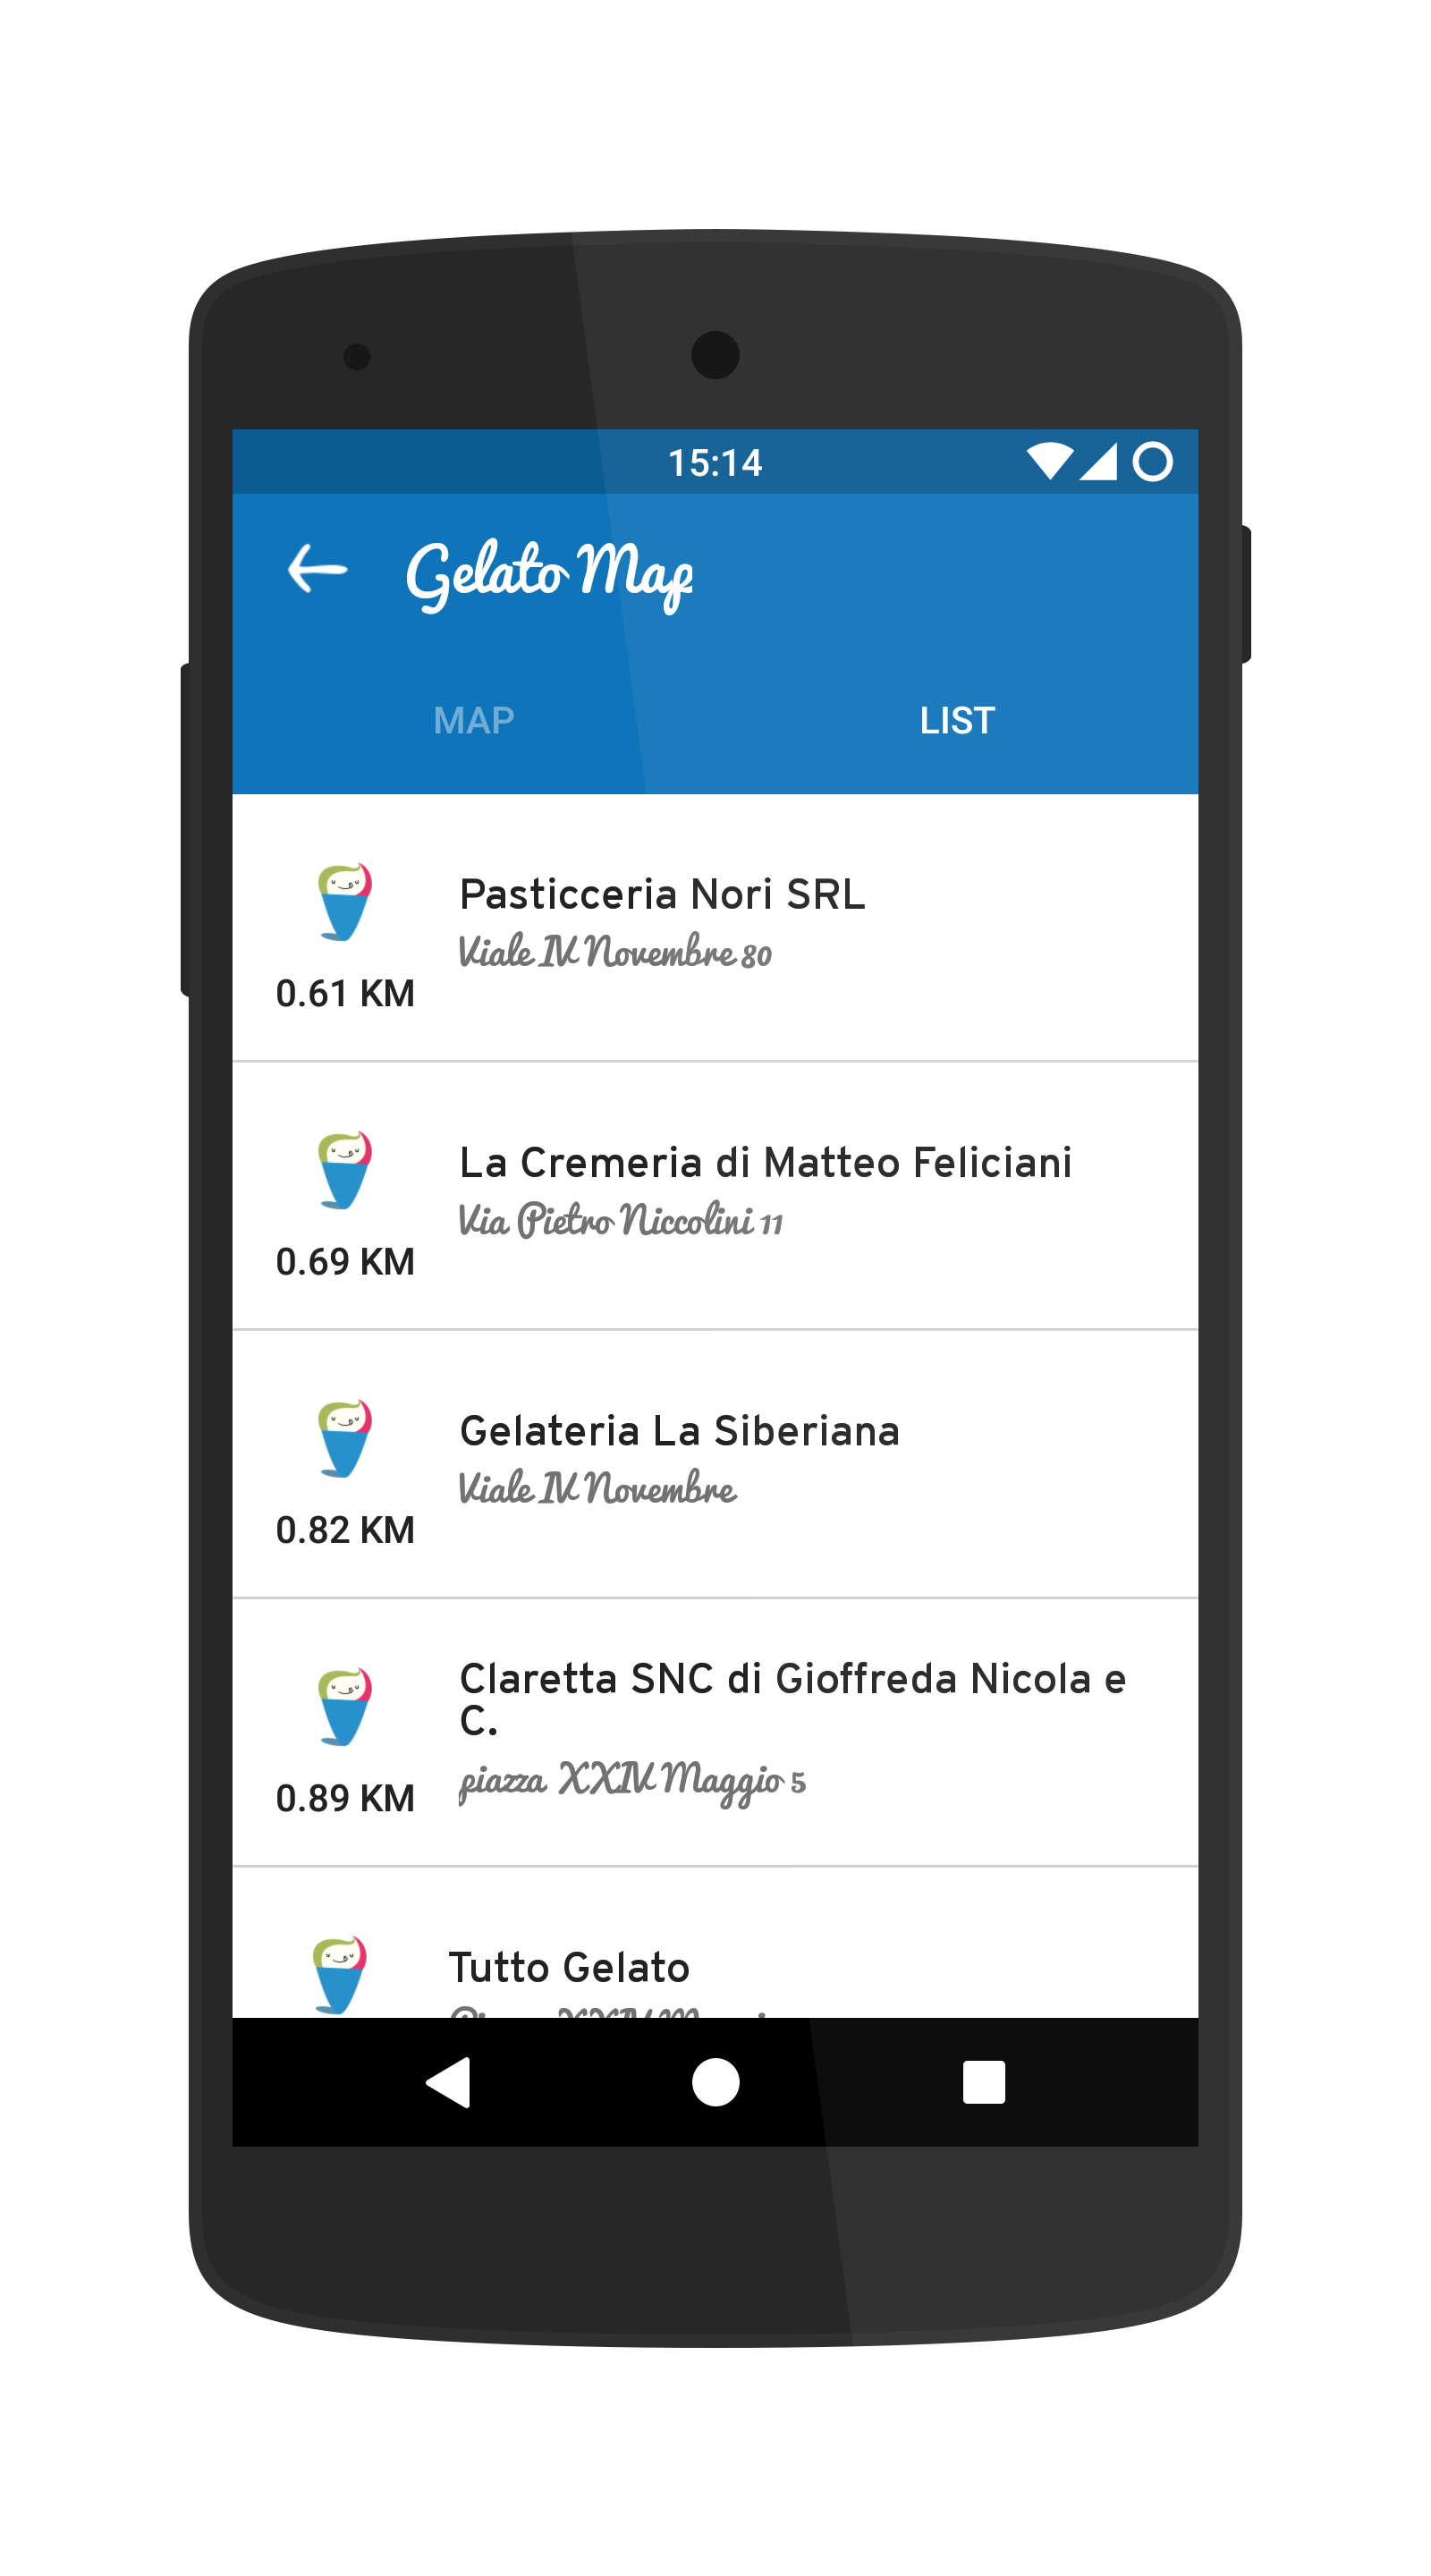 15:14
Gelato Map
MAP
LIST
Pasticceria Nori SRL
Viale IV Novembre 80
0.61 KM
La Cremeria di Matteo Feliciani
Via Pietro Niccolini 11
0.69 KM
Gelateria La Siberiana
Viale IV Novembre
0.82 KM
Claretta SNC di Gioffreda Nicola e
C.
piazza XXIV Maggio 5
0.89 KM
Tutto Gelato